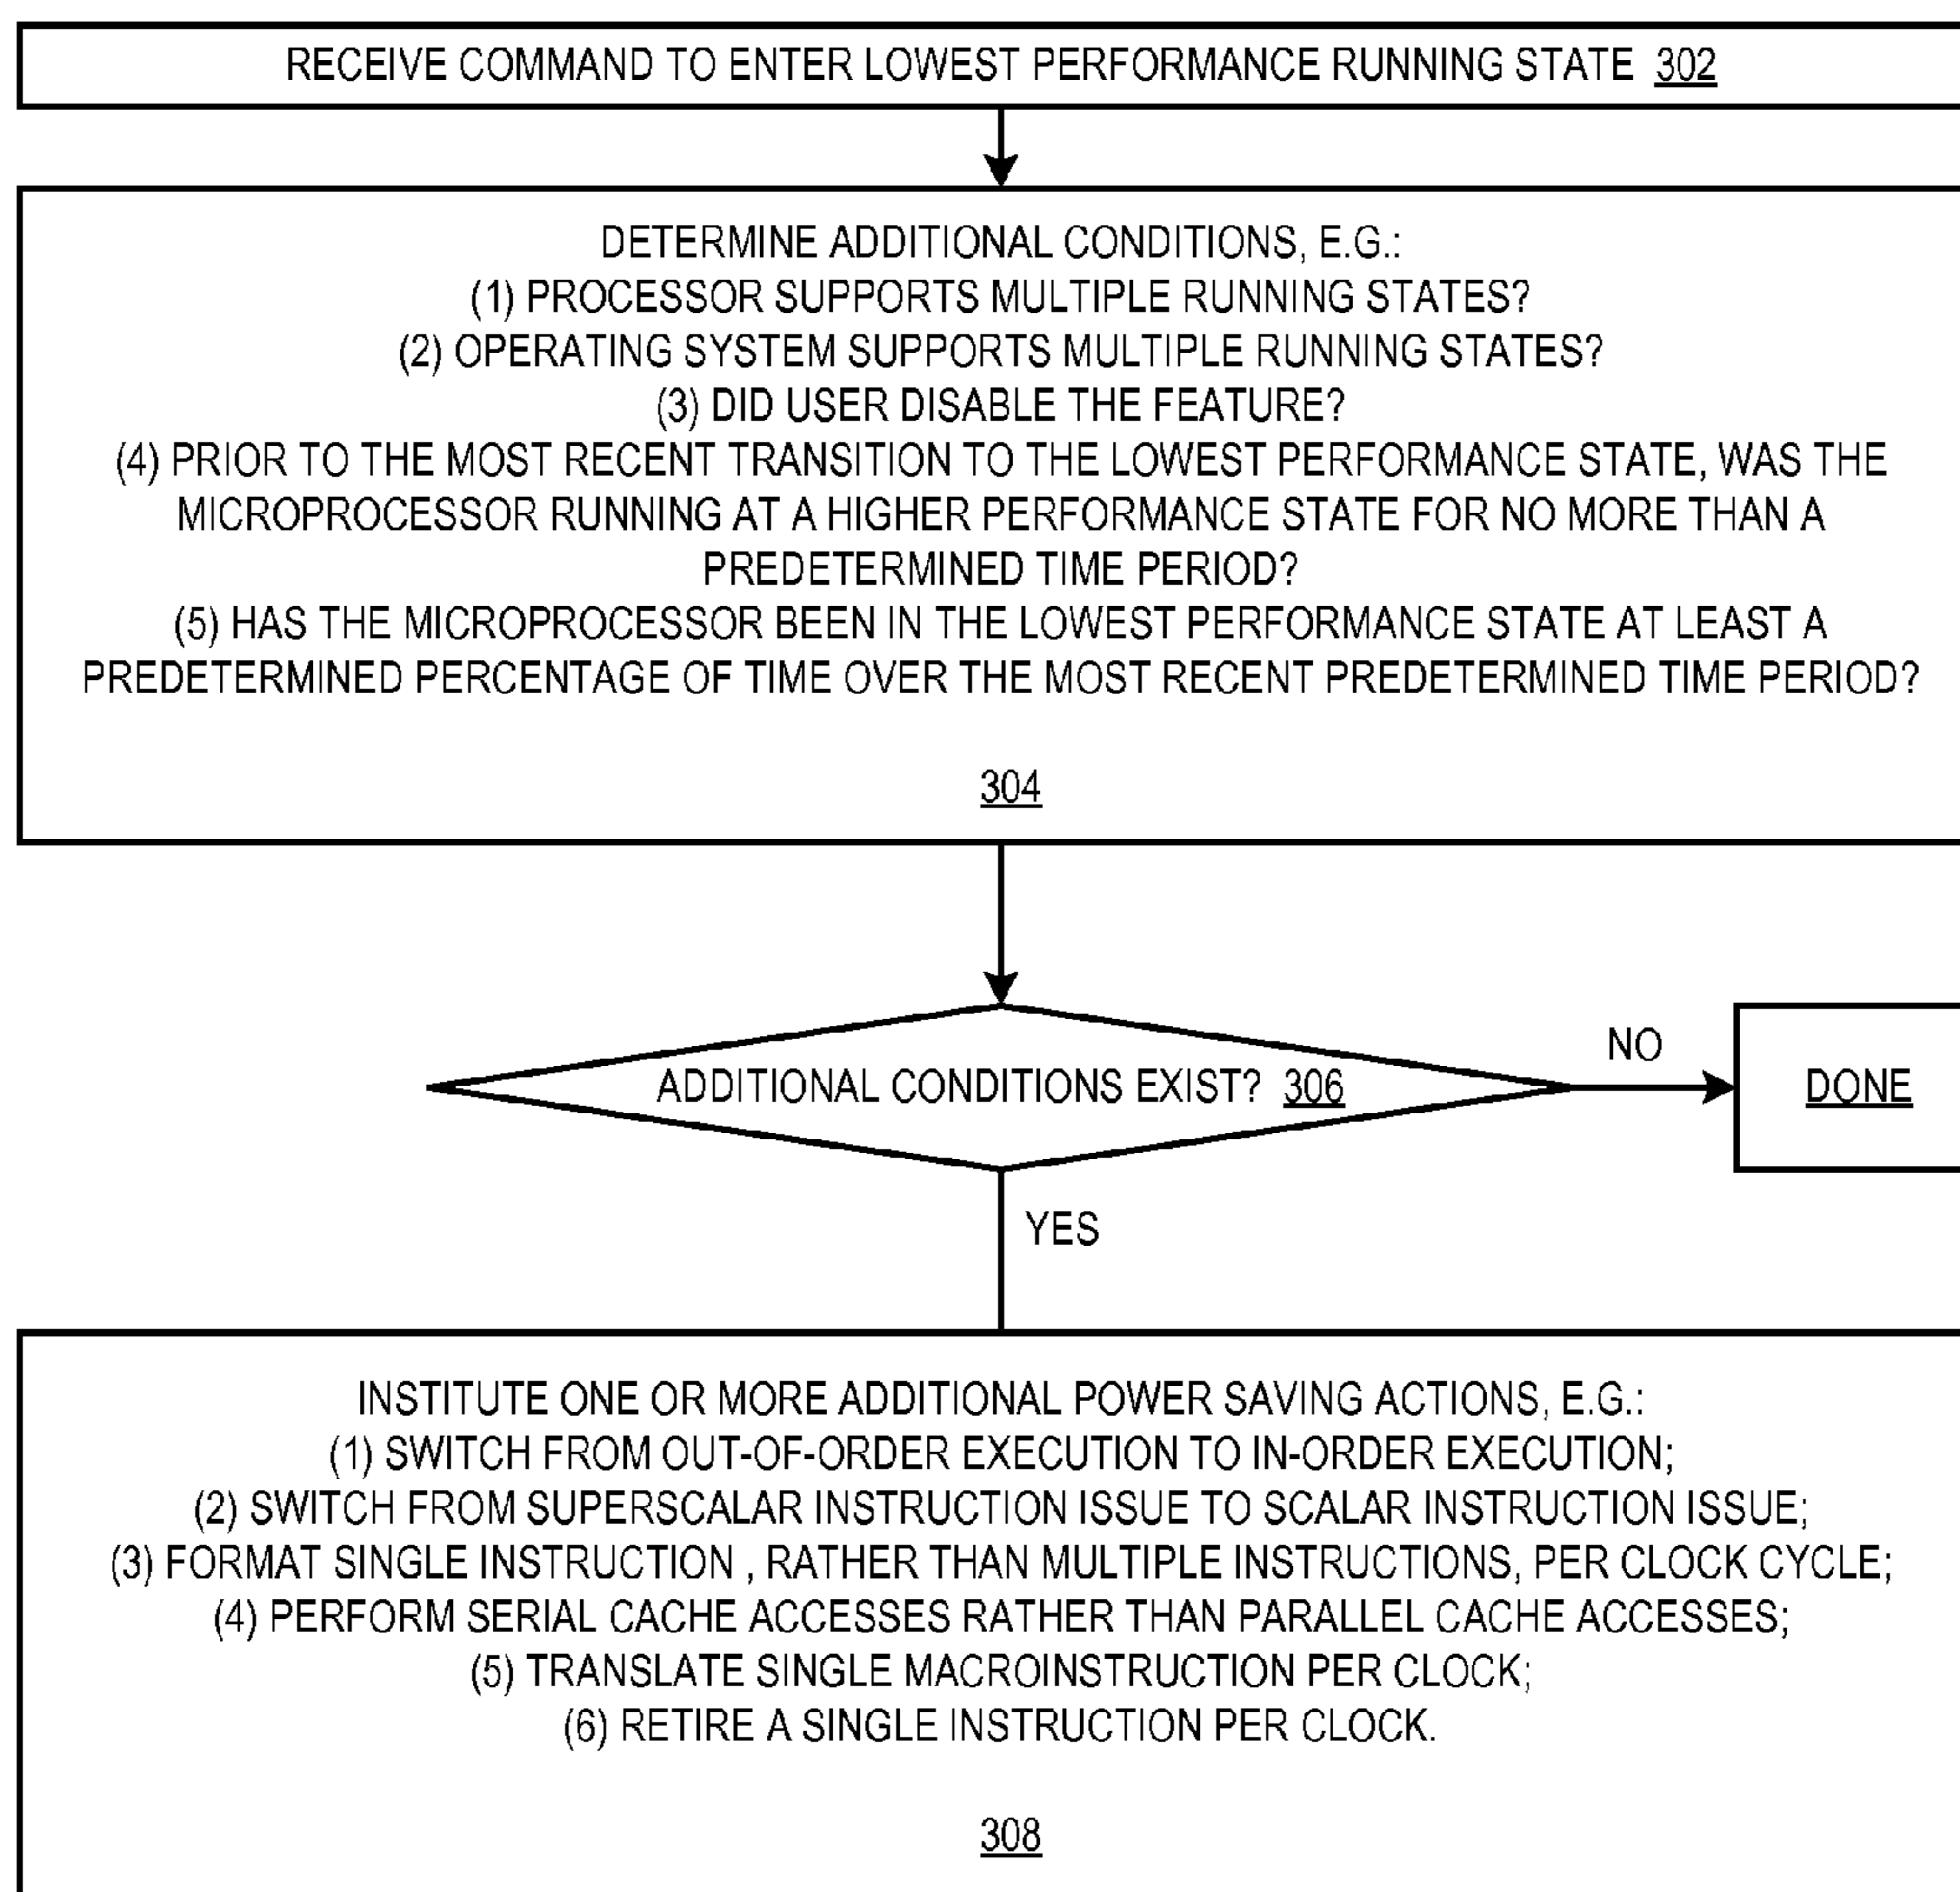 RECEIVE COMMAND TO ENTER LOWEST PERFORMANCE RUNNING STATE 302
DETERMINE ADDITIONAL CONDITIONS, E.G.:
(1) PROCESSOR SUPPORTS MULTIPLE RUNNING STATES?
(2) OPERATING SYSTEM SUPPORTS MULTIPLE RUNNING STATES?
(3) DID USER DISABLE THE FEATURE?
(4) PRIOR TO THE MOST RECENT TRANSITION TO THE LOWEST PERFORMANCE STATE, WAS THE
MICROPROCESSOR RUNNING AT A HIGHER PERFORMANCE STATE FOR NO MORE THAN A
PREDETERMINED TIME PERIOD?
(5) HAS THE MICROPROCESSOR BEEN IN THE LOWEST PERFORMANCE STATE AT LEAST A
PREDETERMINED PERCENTAGE OF TIME OVER THE MOST RECENT PREDETERMINED TIME PERIOD?
304
ADDITIONAL CONDITIONS EXIST? 306
NO
DONE
YES
INSTITUTE ONE OR MORE ADDITIONAL POWER SAVING ACTIONS, E.G.:
(1) SWITCH FROM OUT-OF-ORDER EXECUTION TO IN-ORDER EXECUTION;
(2) SWITCH FROM SUPERSCALAR INSTRUCTION ISSUE TO SCALAR INSTRUCTION ISSUE;
(3) FORMAT SINGLE INSTRUCTION , RATHER THAN MULTIPLE INSTRUCTIONS, PER CLOCK CYCLE;
(4) PERFORM SERIAL CACHE ACCESSES RATHER THAN PARALLEL CACHE ACCESSES;
(5) TRANSLATE SINGLE MACROINSTRUCTION PER CLOCK;
(6) RETIRE A SINGLE INSTRUCTION PER CLOCK.
308